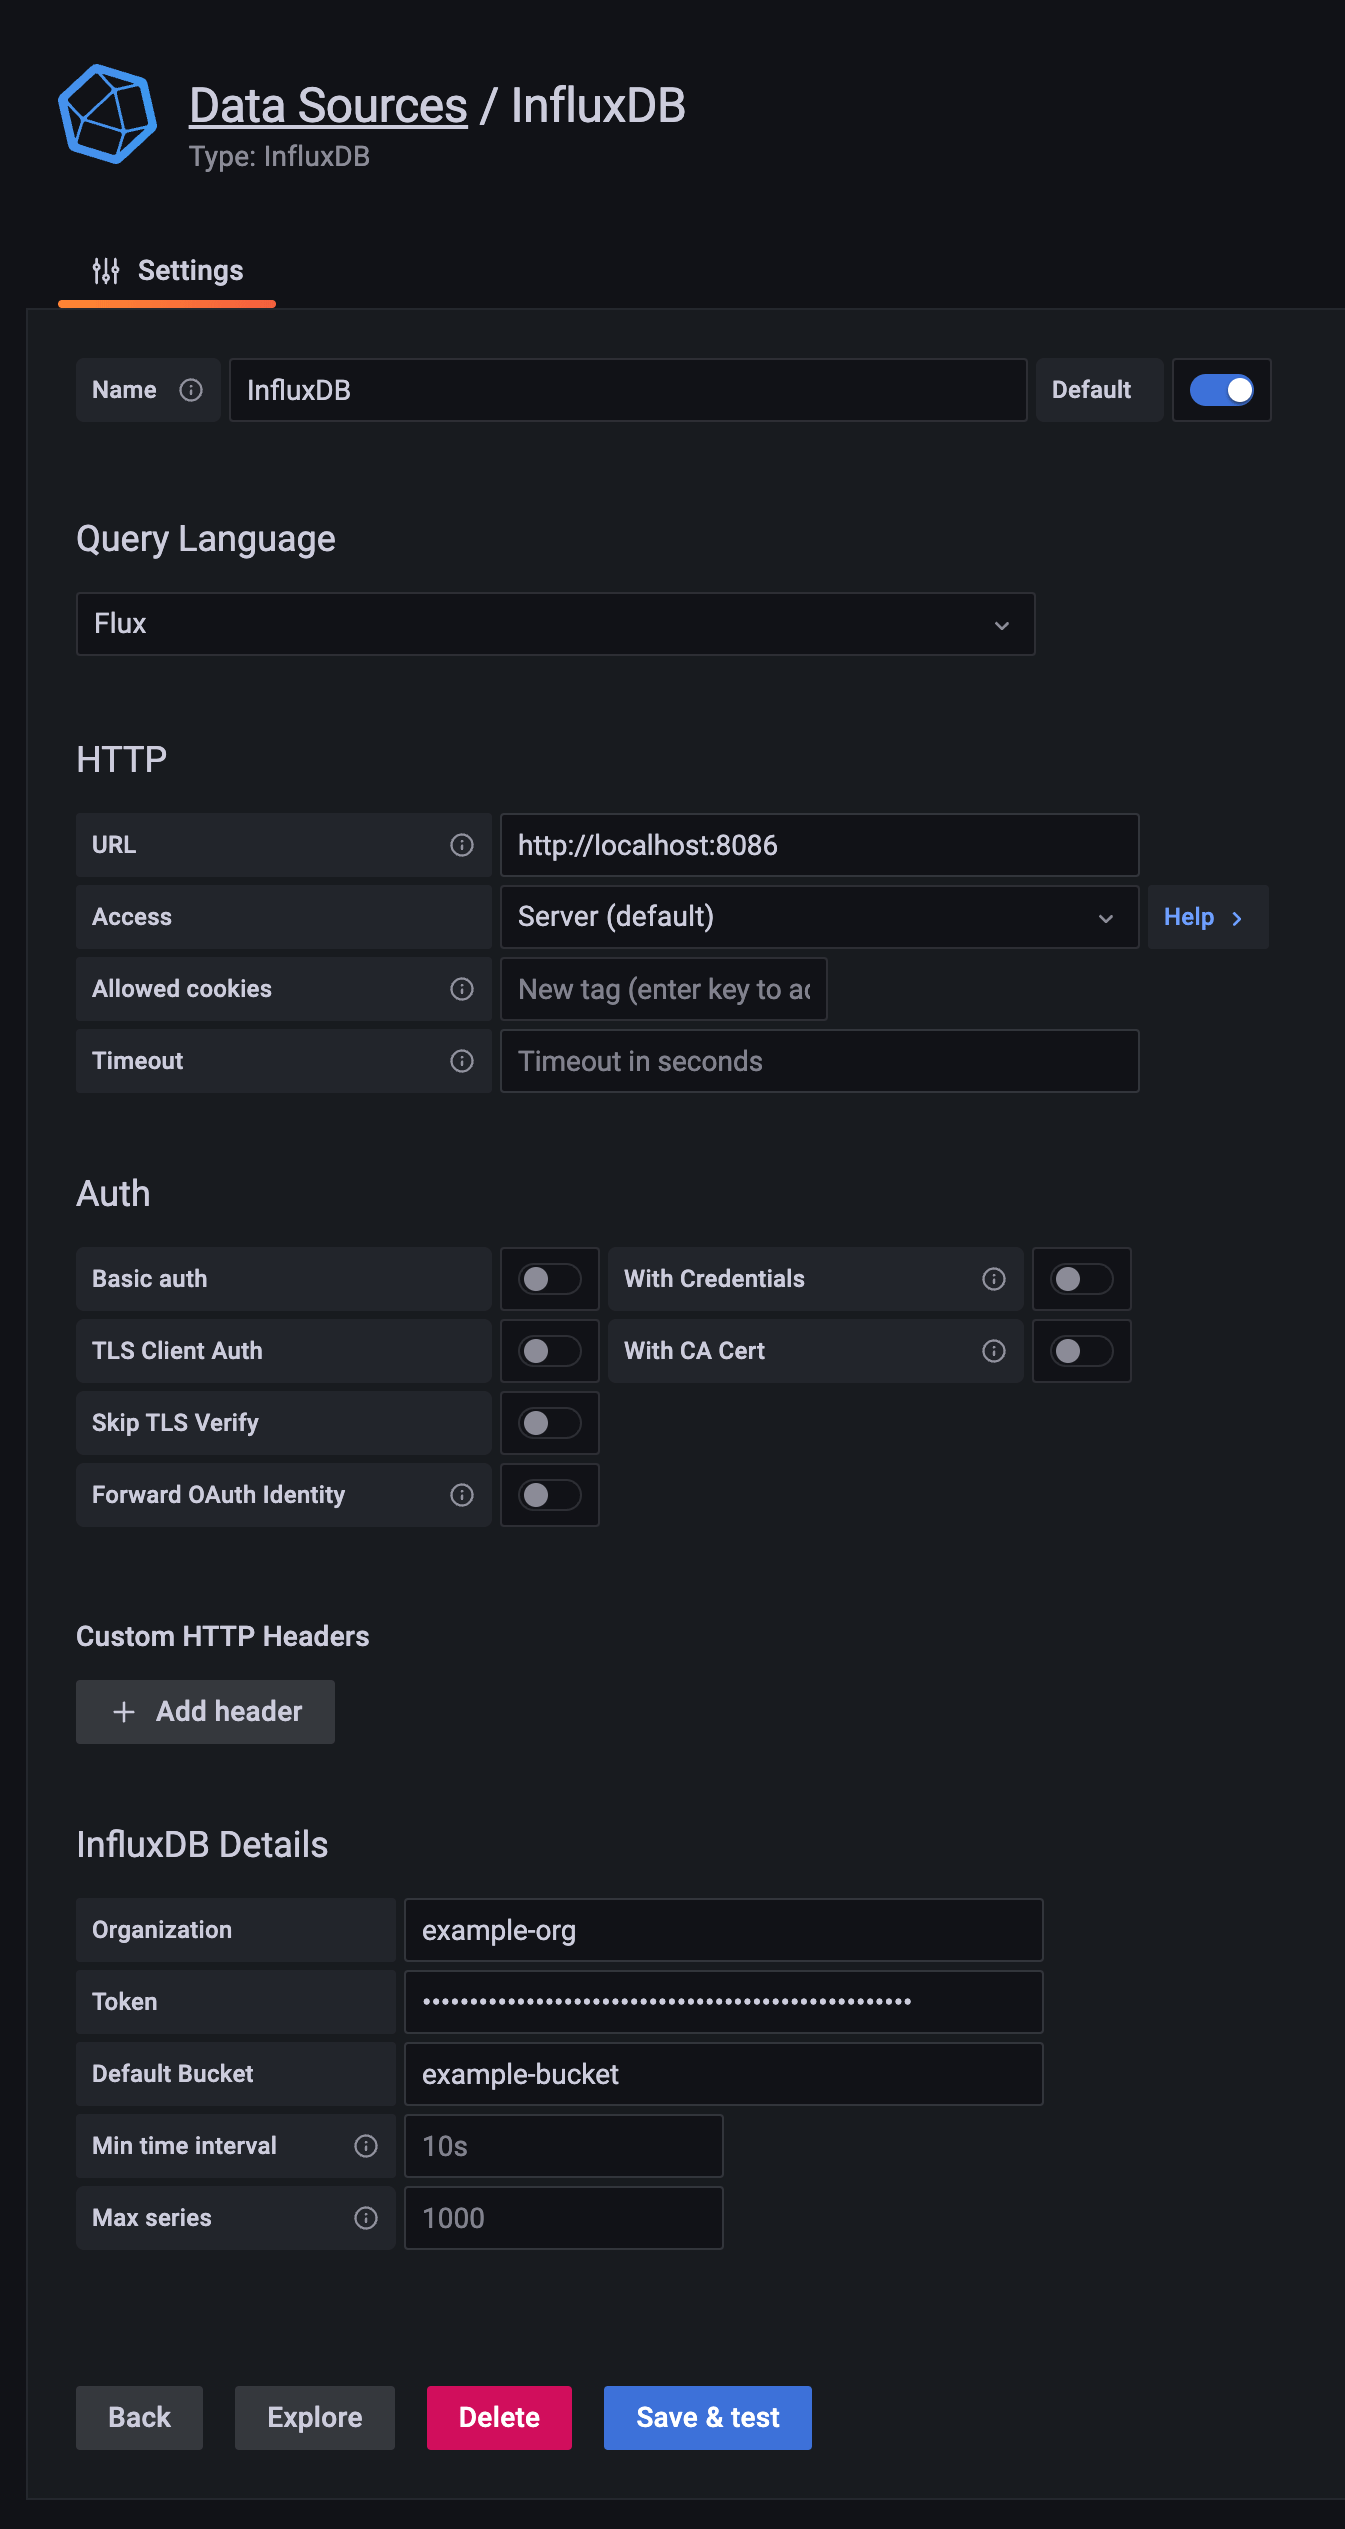 Data Sources / InfluxDB
Type: InfluxDB
Settings
Name InfluxDB Default
Query Language
Flux
HTTP
URL http://localhost:8086
Access Server (default) Help
Allowed cookies New tag (enter key to ad
Timeout Timeout in seconds
Auth
Basic auth With Credentials
TLS Client Auth With CA Cert
Skip TLS Verify
Forward OAuth Identity
Custom HTTP Headers
+ Add header
InfluxDB Details
Organization example-org
Token ••••••••••••••••••••••••••••••••••••••••••••••••••••
Default Bucket example-bucket
Min time interval 10s
Max series 1000
Back Explore Delete Save & test